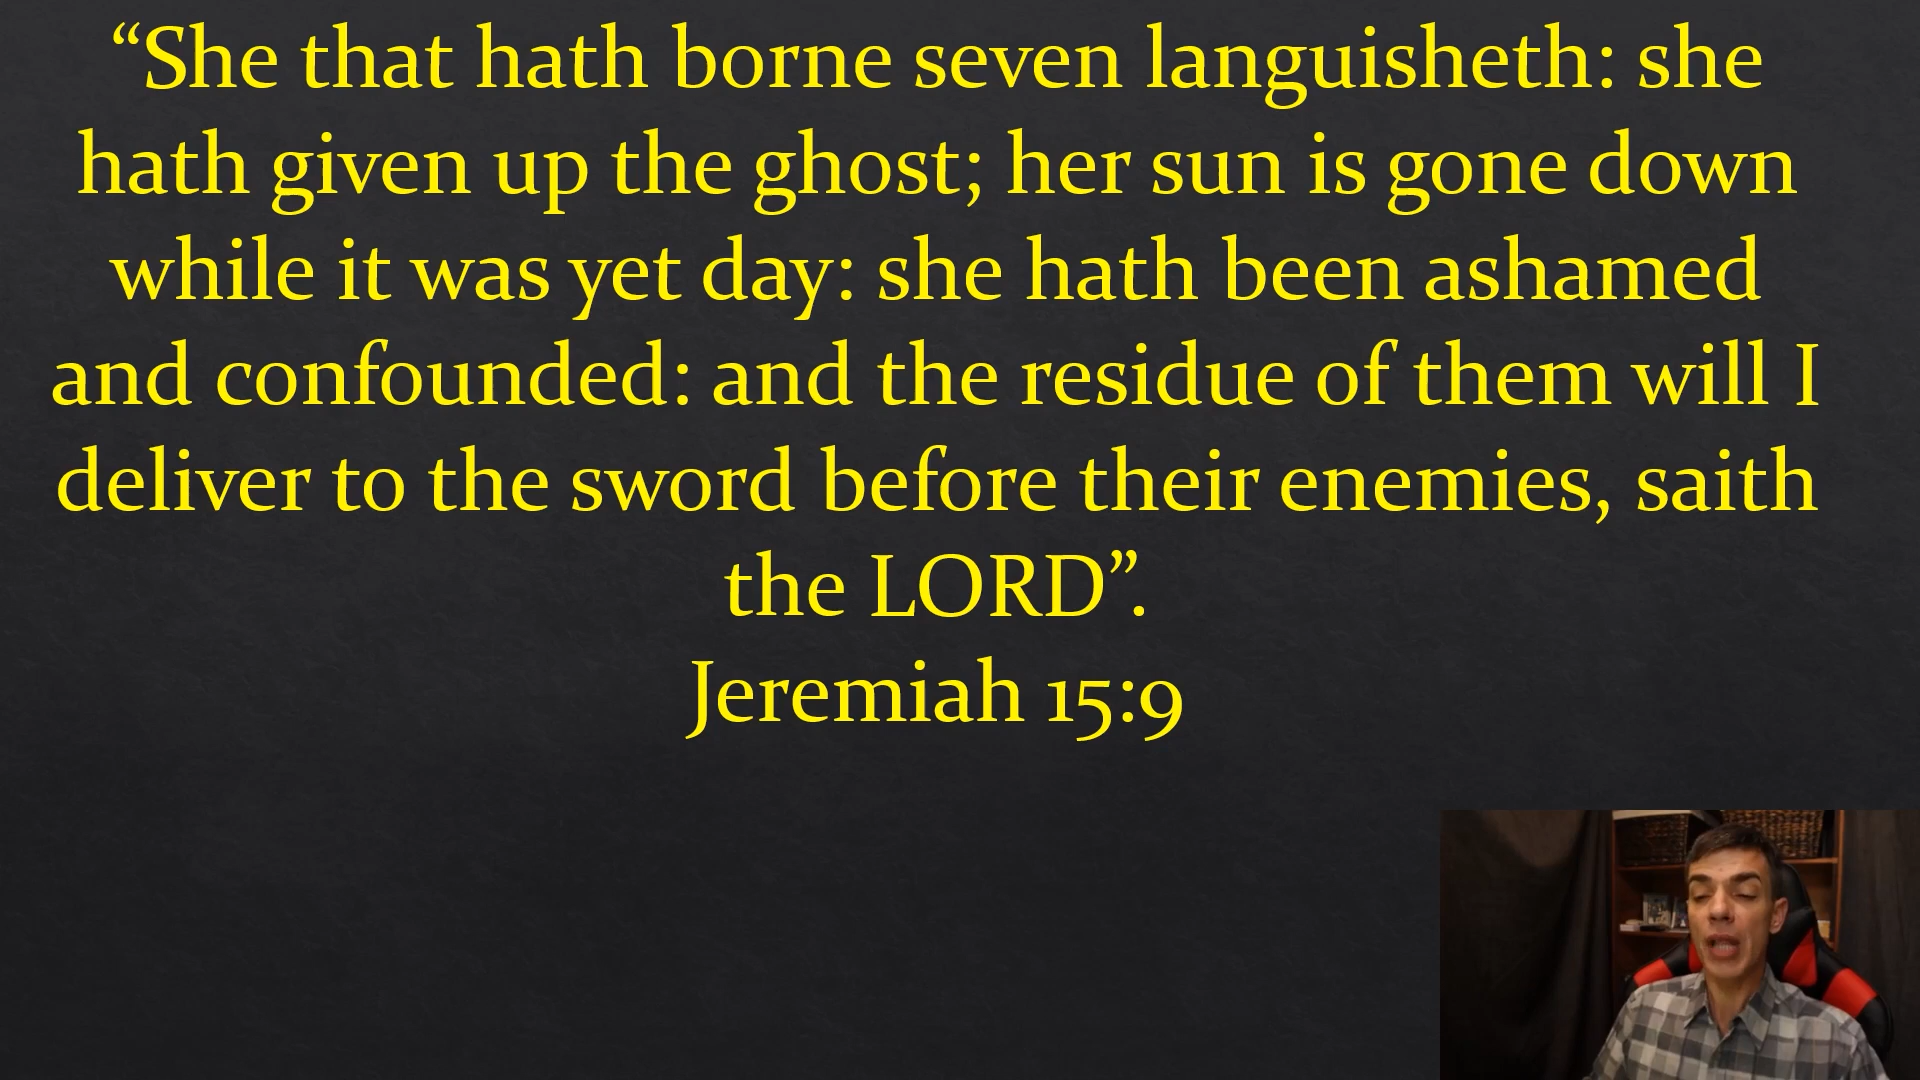 “She that hath borne seven languisheth: she
hath given up the ghost; her sun is gone down
while it was yet day: she hath been ashamed
and confounded: and the residue of them will I
deliver to the sword before their enemies, saith
the LORD”.
Jeremiah 15:9